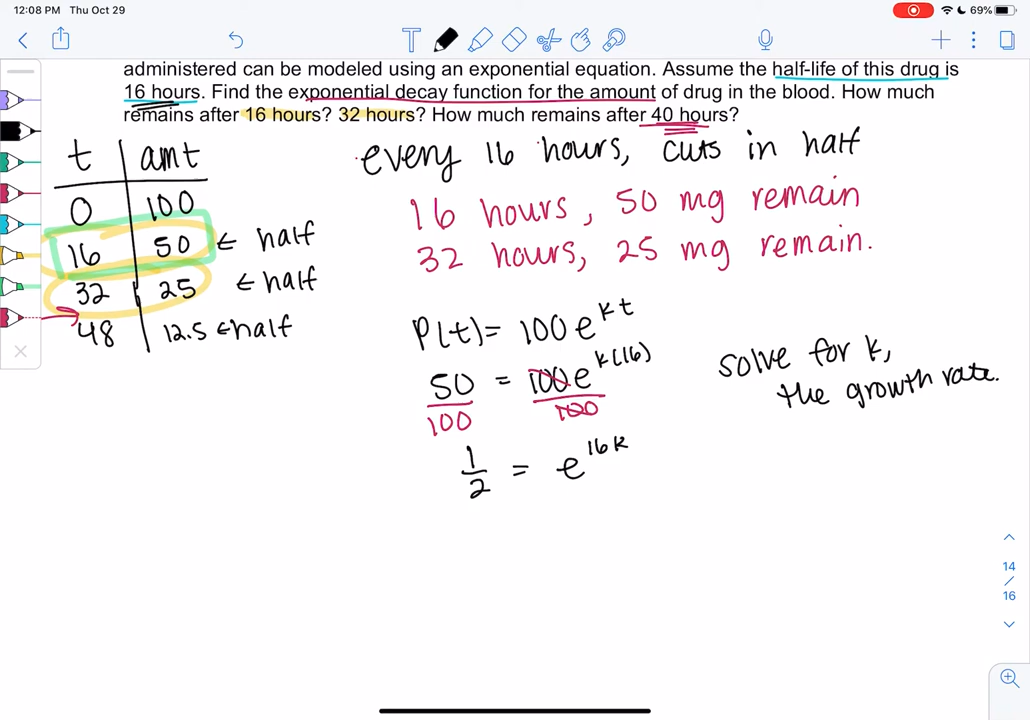 12:08 PM Thu Oct 29
69%
administered can be modeled using an exponential equation. Assume the half-life of this drug is
16 hours. Find the exponential decay function for the amount of drug in the blood. How much
remains after 16 hours? 32 hours? How much remains after 40 hours?
t amt
0 100
16 50 ← half
32 25 ← half
48 12.5 ← half
every 16 hours, cuts in half
16 hours, 50 mg remain
32 hours, 25 mg remain.
P(t) = 100e^kt
50 = 100e^k(16)
100 100
1/2 = e^16k
solve for k,
the growth rate.
14
/
16